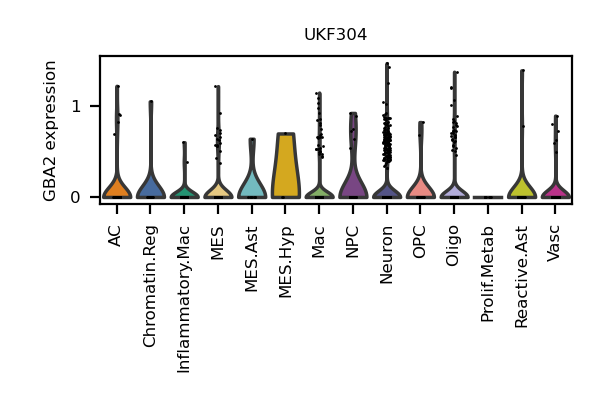 UKF304
GBA2 expression
1
0
AC
Chromatin.Reg
Inflammatory.Mac
MES
MES.Ast
MES.Hyp
Mac
NPC
Neuron
OPC
Oligo
Prolif.Metab
Reactive.Ast
Vasc